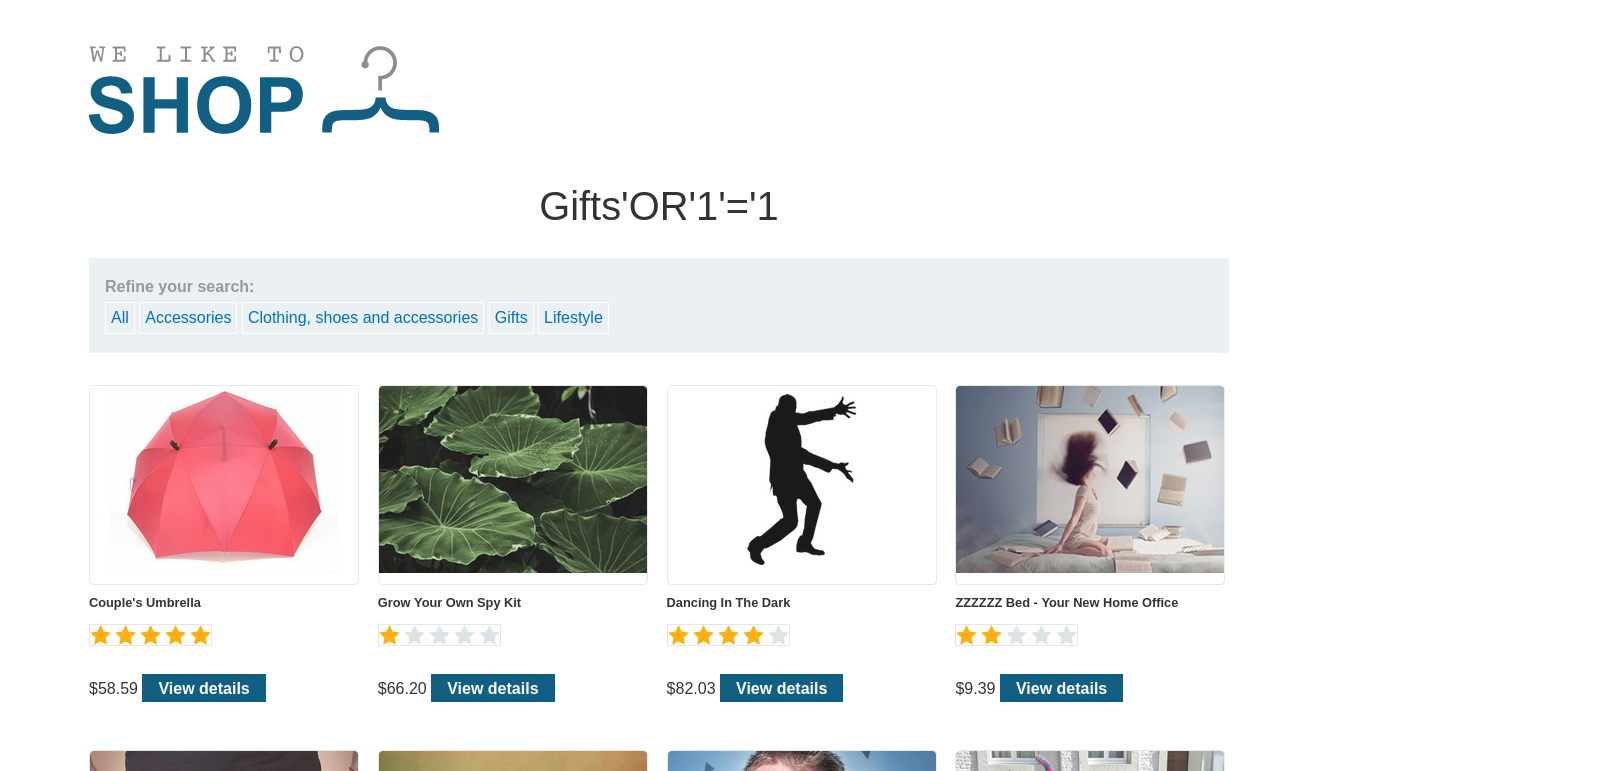 WE LIKE TO
SHOP
Gifts'OR'1'='1
Refine your search:
All Accessories Clothing, shoes and accessories Gifts Lifestyle
Couple's Umbrella Grow Your Own Spy Kit Dancing In The Dark ZZZZZZ Bed - Your New Home Office
$58.59 View details $66.20 View details $82.03 View details $9.39 View details